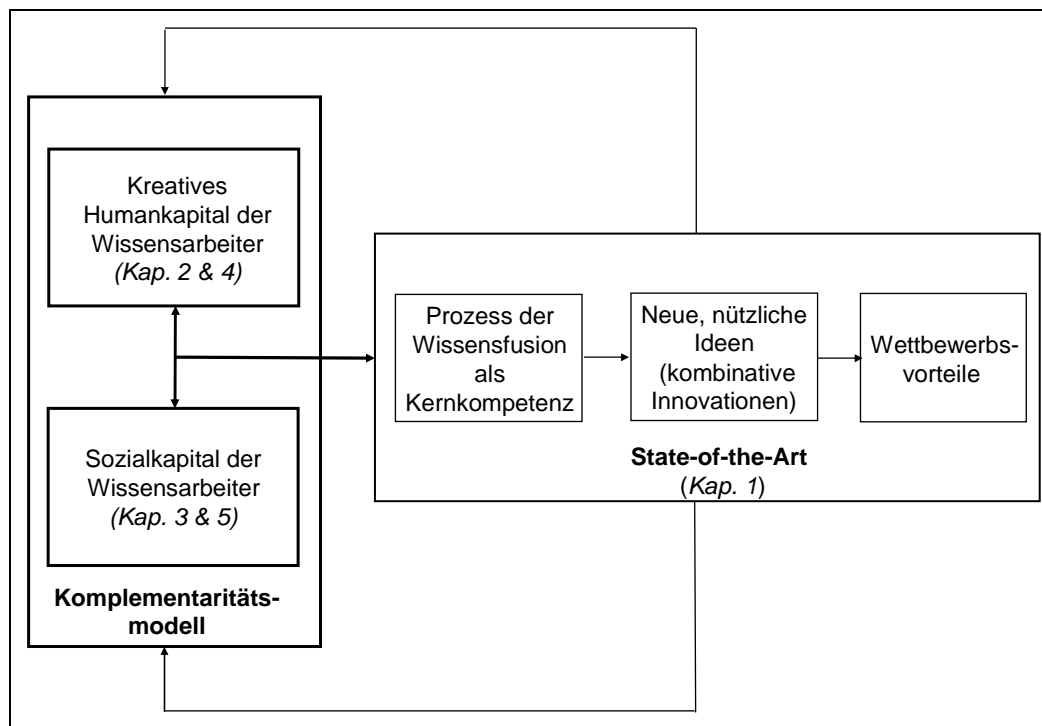 Kreatives
Humankapital der
Wissensarbeiter
(Kap. 2 & 4)
Sozialkapital der
Wissensarbeiter
(Kap. 3 & 5)
Komplementaritäts-
modell
Prozess der
Wissensfusion
als
Kernkompetenz
Neue, nützliche
Ideen
(kombinative
Innovationen)
Wettbewerbs-
vorteile
State-of-the-Art
(Kap. 1)